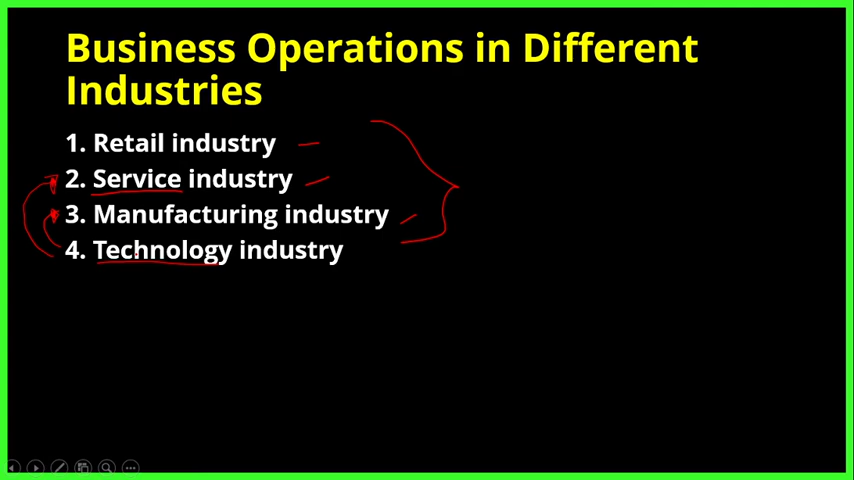 Business Operations in Different
Industries
1. Retail industry
2. Service industry
3. Manufacturing industry
4. Technology industry